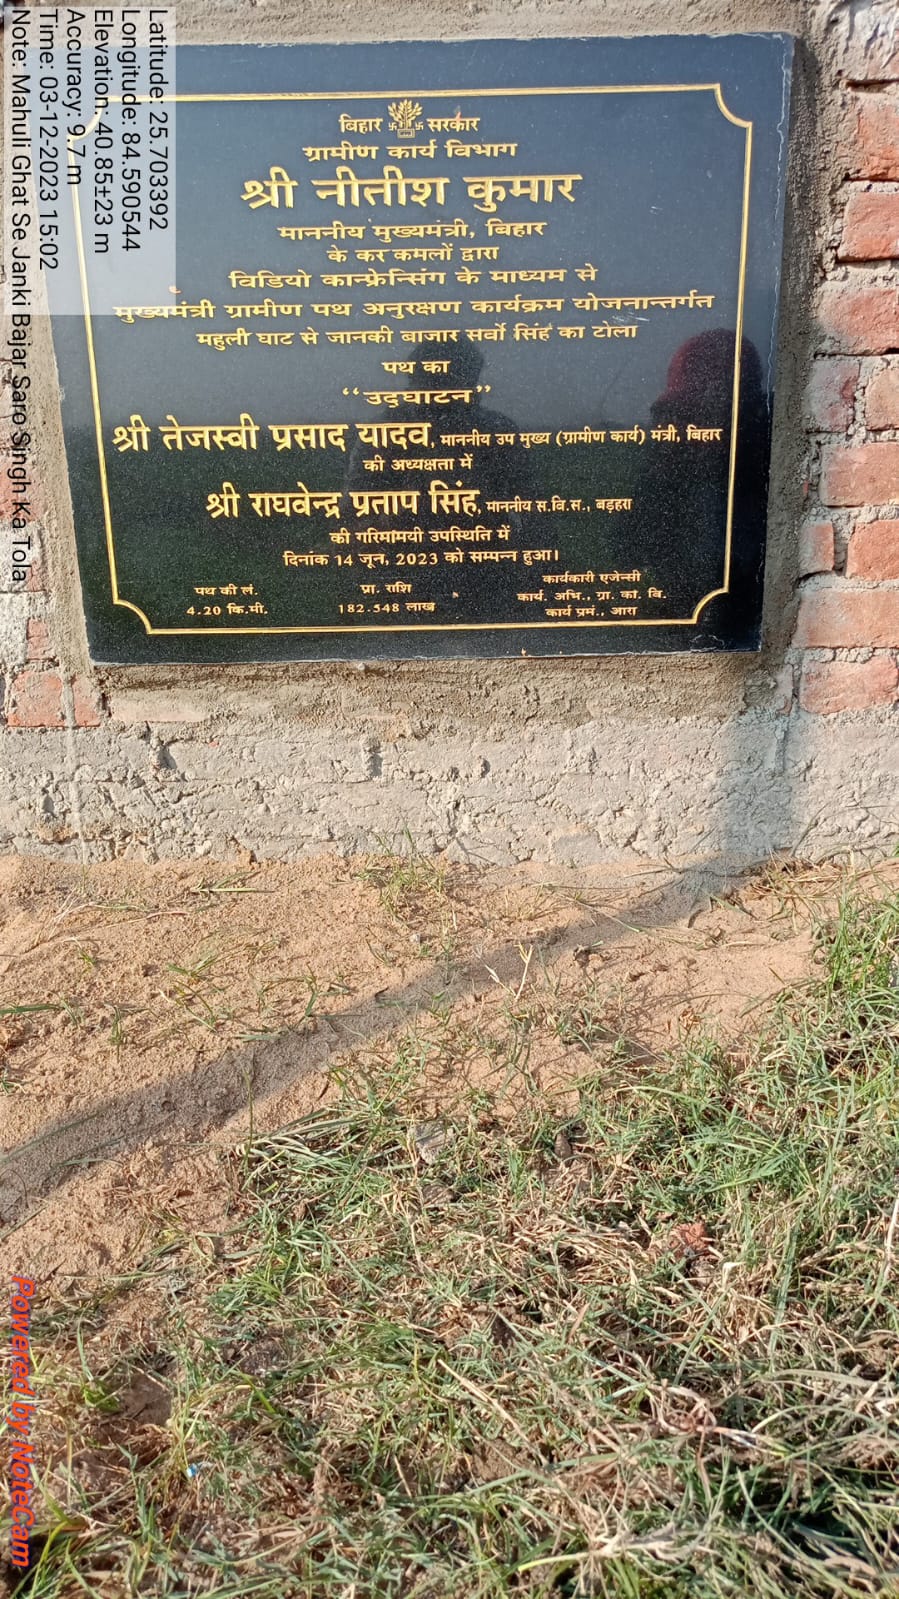 बिहार सरकार
ग्रामीण कार्य विभाग
श्री नीतीश कुमार
माननीय मुख्यमंत्री, बिहार
के कर कमलों द्वारा
विडियो कान्फ्रेन्सिंग के माध्यम से
मुख्यमंत्री ग्रामीण पथ अनुरक्षण कार्यक्रम योजनान्तर्गत
महुली घाट से जानकी बाजार सर्वो सिंह का टोला
पथ का
“उद्घाटन”
श्री तेजस्वी प्रसाद यादव, माननीय उप मुख्य (ग्रामीण कार्य) मंत्री, बिहार
की अध्यक्षता में
श्री राघवेन्द्र प्रताप सिंह, माननीय स.वि.स., बड़हरा
की गरिमामयी उपस्थिति में
दिनांक 14 जून, 2023 को सम्पन्न हुआ।
पथ की लं. प्रा. राशि कार्यकारी एजेन्सी
4.20 कि.मी. 182.548 लाख कार्य. अभि., ग्रा. का. वि.
कार्य प्रमं., आरा
Latitude: 25.703392
Longitude: 84.590544
Elevation: 40.85±23 m
Accuracy: 9.7 m
Time: 03-12-2023 15:02
Note: Mahuli Ghat Se Janki Bajar Saro Singh Ka Tola
Powered by NoteCam